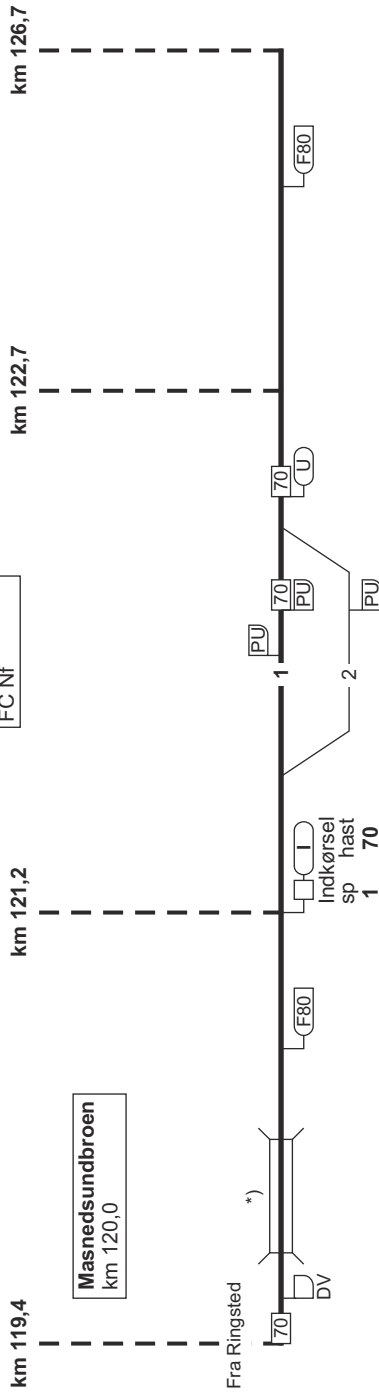 FC Nf
km 119,4
km 121,2
km 122,7
km 126,7
Masnedsundbroen
km 120,0
Fra Ringsted
*)
70
DV
F80
I
Indkørsel
sp hast
1 70
1
PU
70
PU
2
PU
70
U
F80